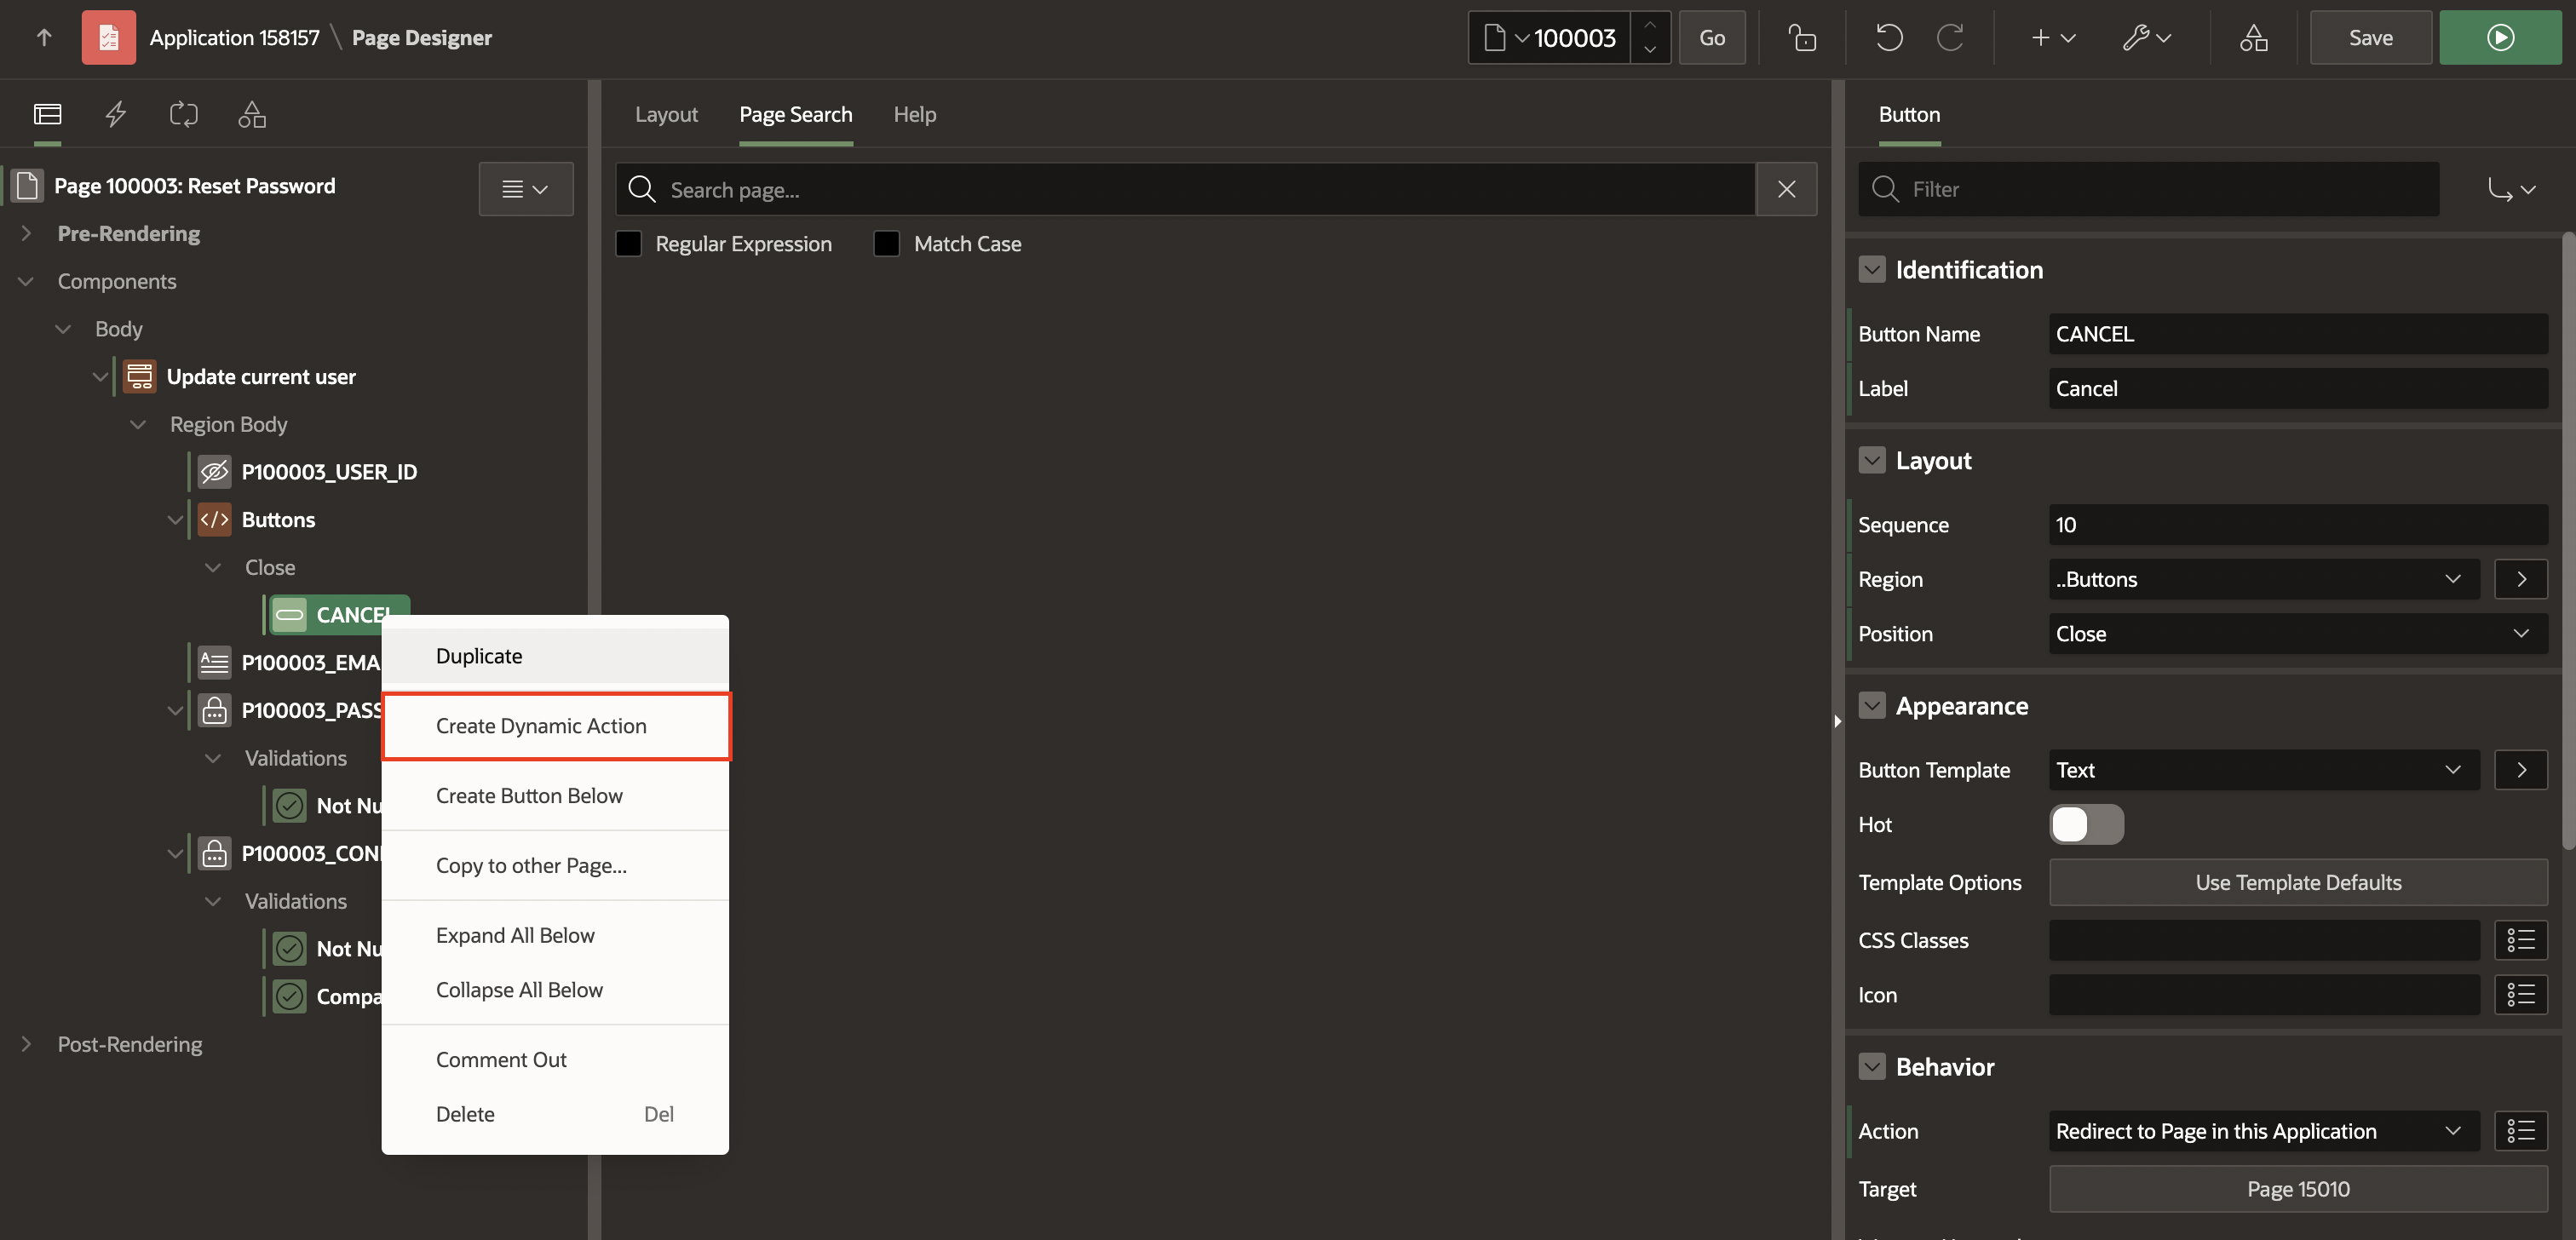 Application 158157 \ Page Designer
100003
Go
Save
Page 100003: Reset Password
Pre-Rendering
Components
Body
Update current user
Region Body
P100003_USER_ID
Buttons
Close
CANCEL
P100003_EMA
P100003_PASS
Validations
Not Nu
P100003_CON
Validations
Not Nu
Compa
Post-Rendering
Duplicate
Create Dynamic Action
Create Button Below
Copy to other Page...
Expand All Below
Collapse All Below
Comment Out
Delete Del
Layout Page Search Help
Search page...
Regular Expression Match Case
Button
Filter
Identification
Button Name CANCEL
Label Cancel
Layout
Sequence 10
Region ..Buttons
Position Close
Appearance
Button Template Text
Hot
Template Options Use Template Defaults
CSS Classes
Icon
Behavior
Action Redirect to Page in this Application
Target Page 15010